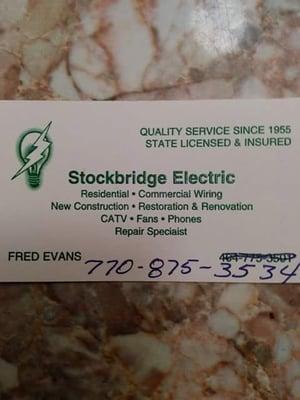 QUALITY SERVICE SINCE 1955
STATE LICENSED & INSURED
Stockbridge Electric
Residential • Commercial Wiring
New Construction • Restoration & Renovation
CATV • Fans • Phones
Repair Speciaist
FRED EVANS
770-875-3534